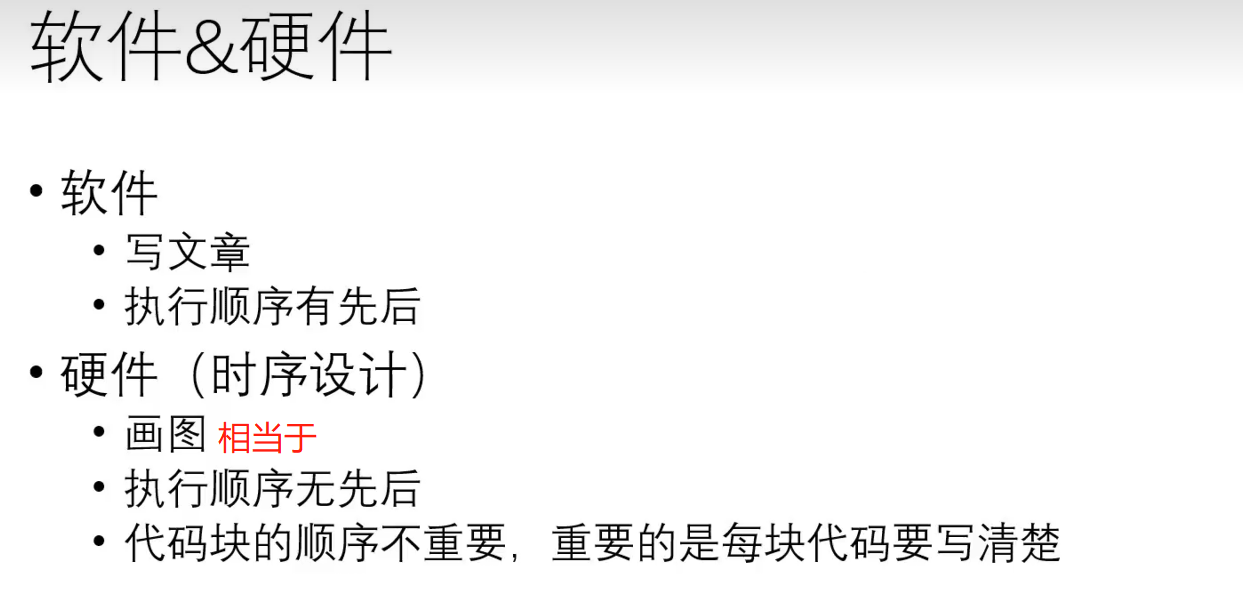 软件&硬件
• 软件
• 写文章
• 执行顺序有先后
• 硬件（时序设计）
• 画图 相当于
• 执行顺序无先后
• 代码块的顺序不重要，重要的是每块代码要写清楚